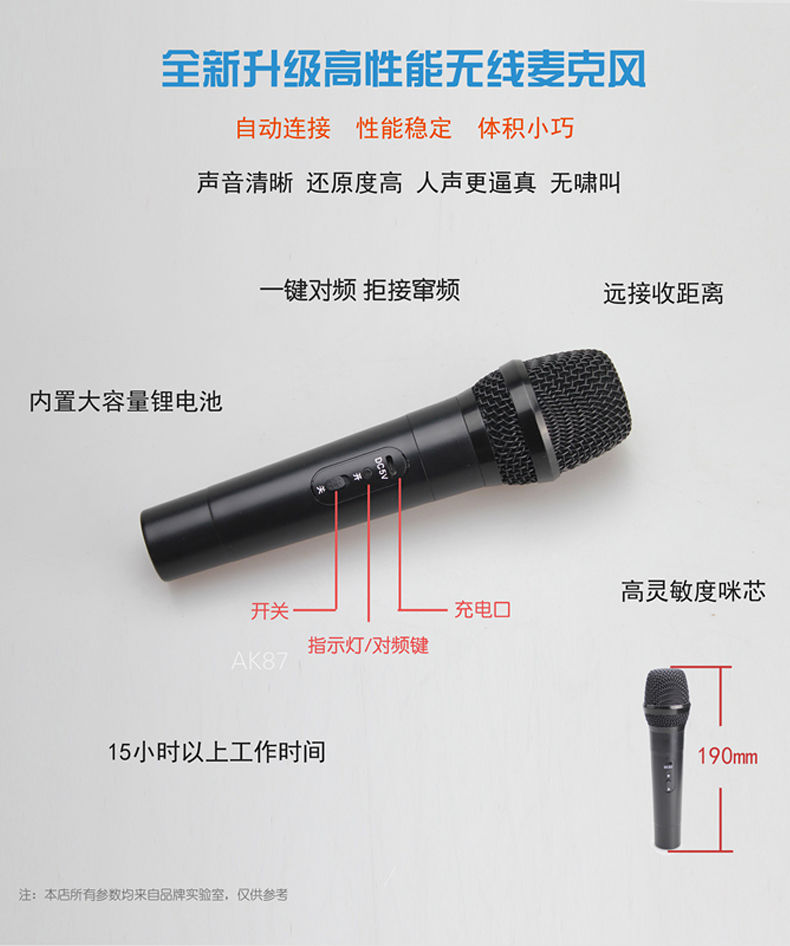 全新升级高性能无线麦克风
自动连接 性能稳定 体积小巧
声音清晰 还原度高 人声更逼真 无啸叫
一键对频 拒接窜频
远接收距离
内置大容量锂电池
DC5V
开
关
高灵敏度咪芯
开关
充电口
指示灯/对频键
AK87
15小时以上工作时间
190mm
注：本店所有参数均来自品牌实验室，仅供参考